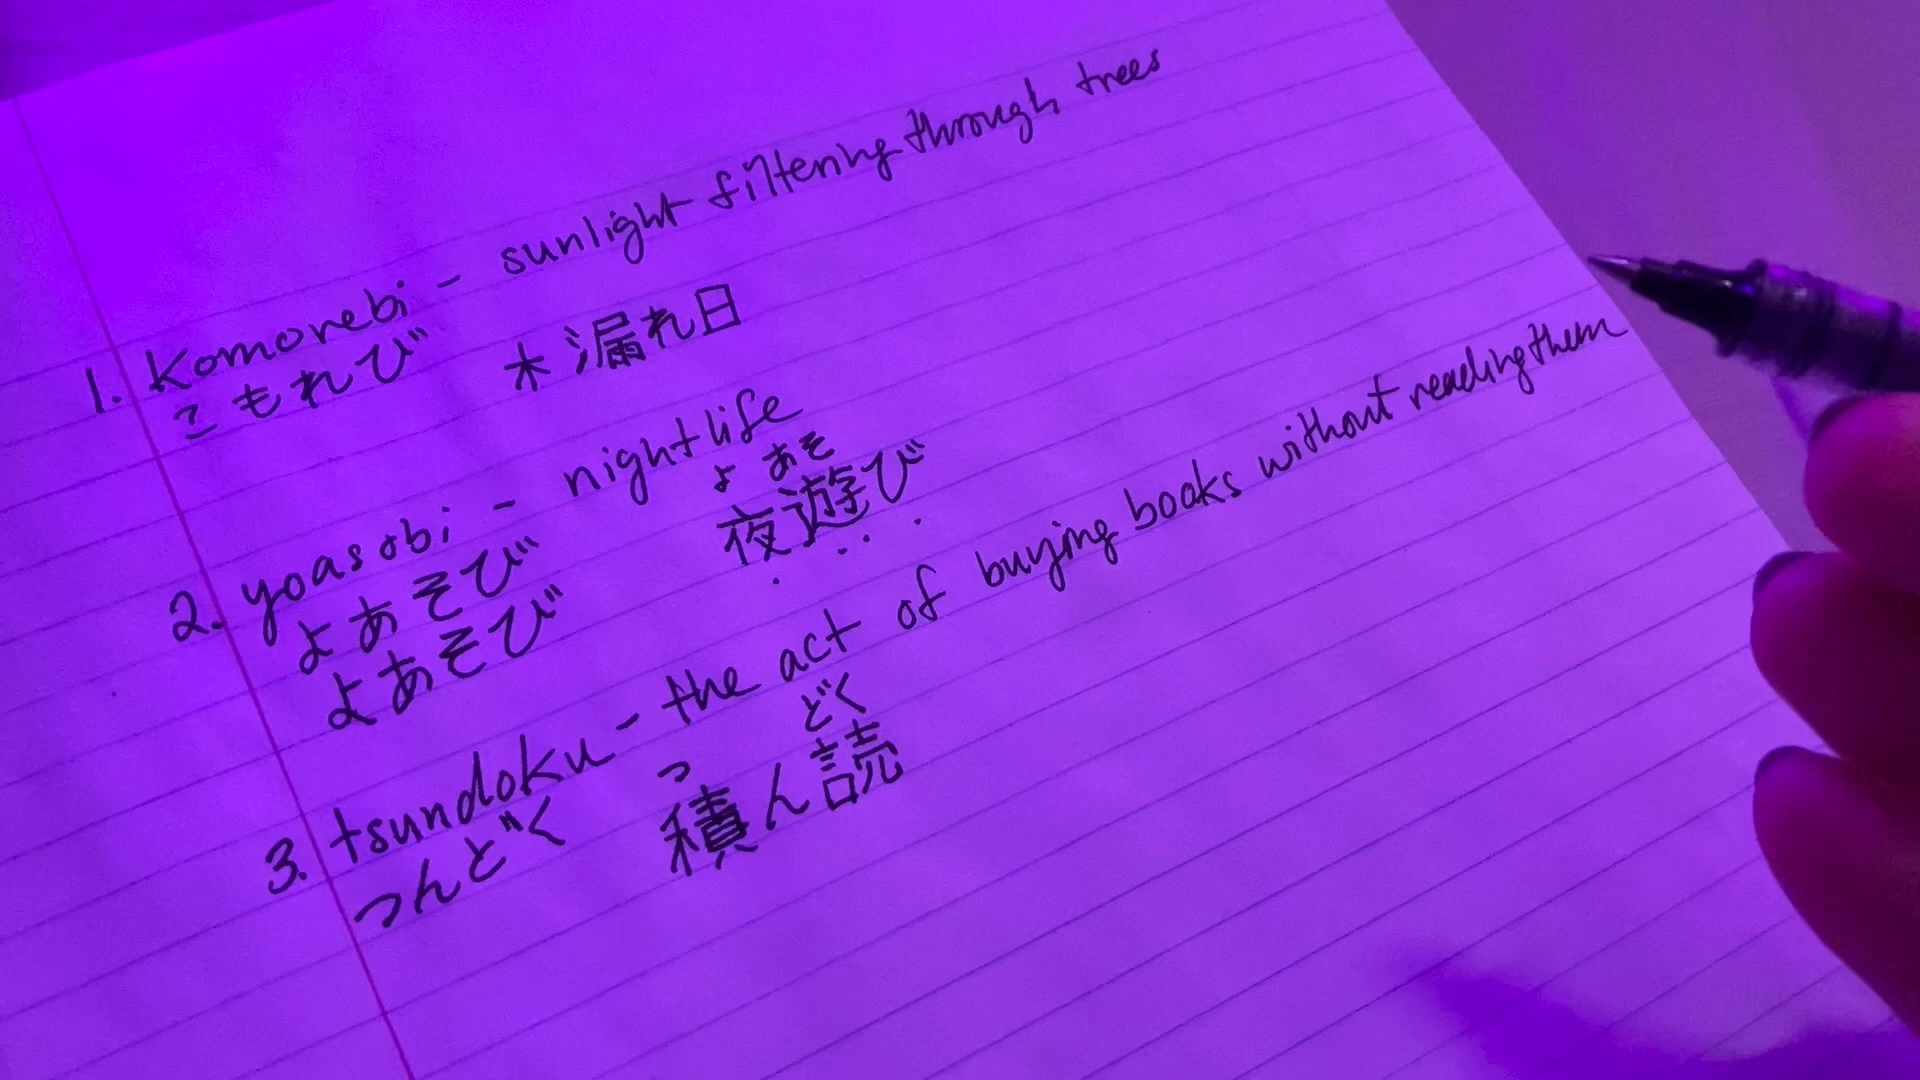 1. Komorebi - sunlight filtering through trees
こもれび 木漏れ日
2. yoasobi - nightlife
よ あそ
よあそび 夜遊び
よあそび
3. tsundoku - the act of buying books without reading them
つ どく
つんどく 積ん読